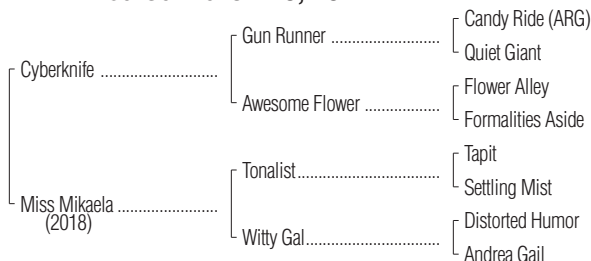 Candy Ride (ARG)
Gun Runner
Quiet Giant
Cyberknife
Flower Alley
Awesome Flower
Formalities Aside
Tapit
Tonalist
Settling Mist
Miss Mikaela
(2018)
Distorted Humor
Witty Gal
Andrea Gail